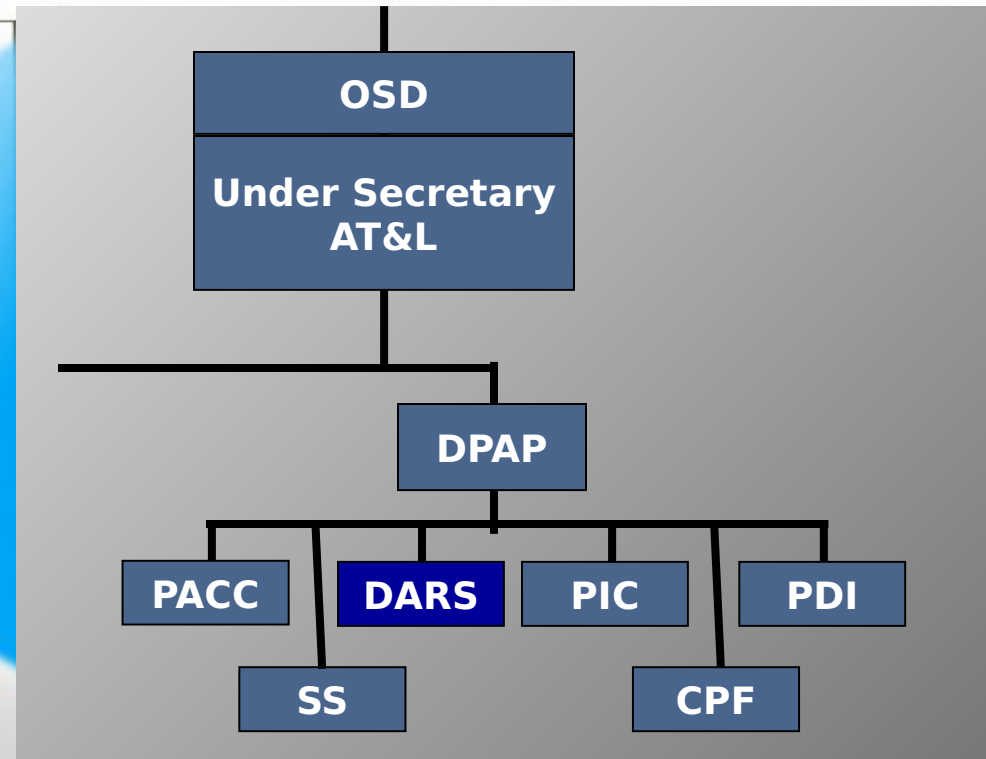 OSD
Under Secretary
AT&L
DPAP
PACC
DARS
PIC
PDI
SS
CPF